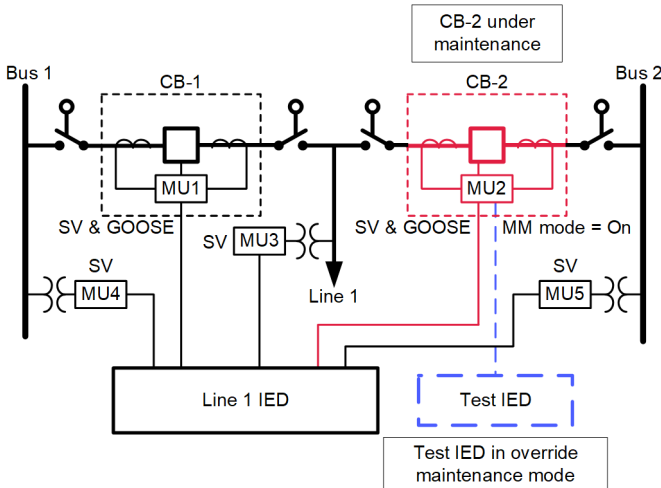 CB-2 under
maintenance
Bus 1
CB-1
CB-2
Bus 2
MU1
MU2
SV & GOOSE
SV
MU3
SV & GOOSE
MM mode = On
SV
MU4
Line 1
SV
MU5
Line 1 IED
Test IED
Test IED in override
maintenance mode